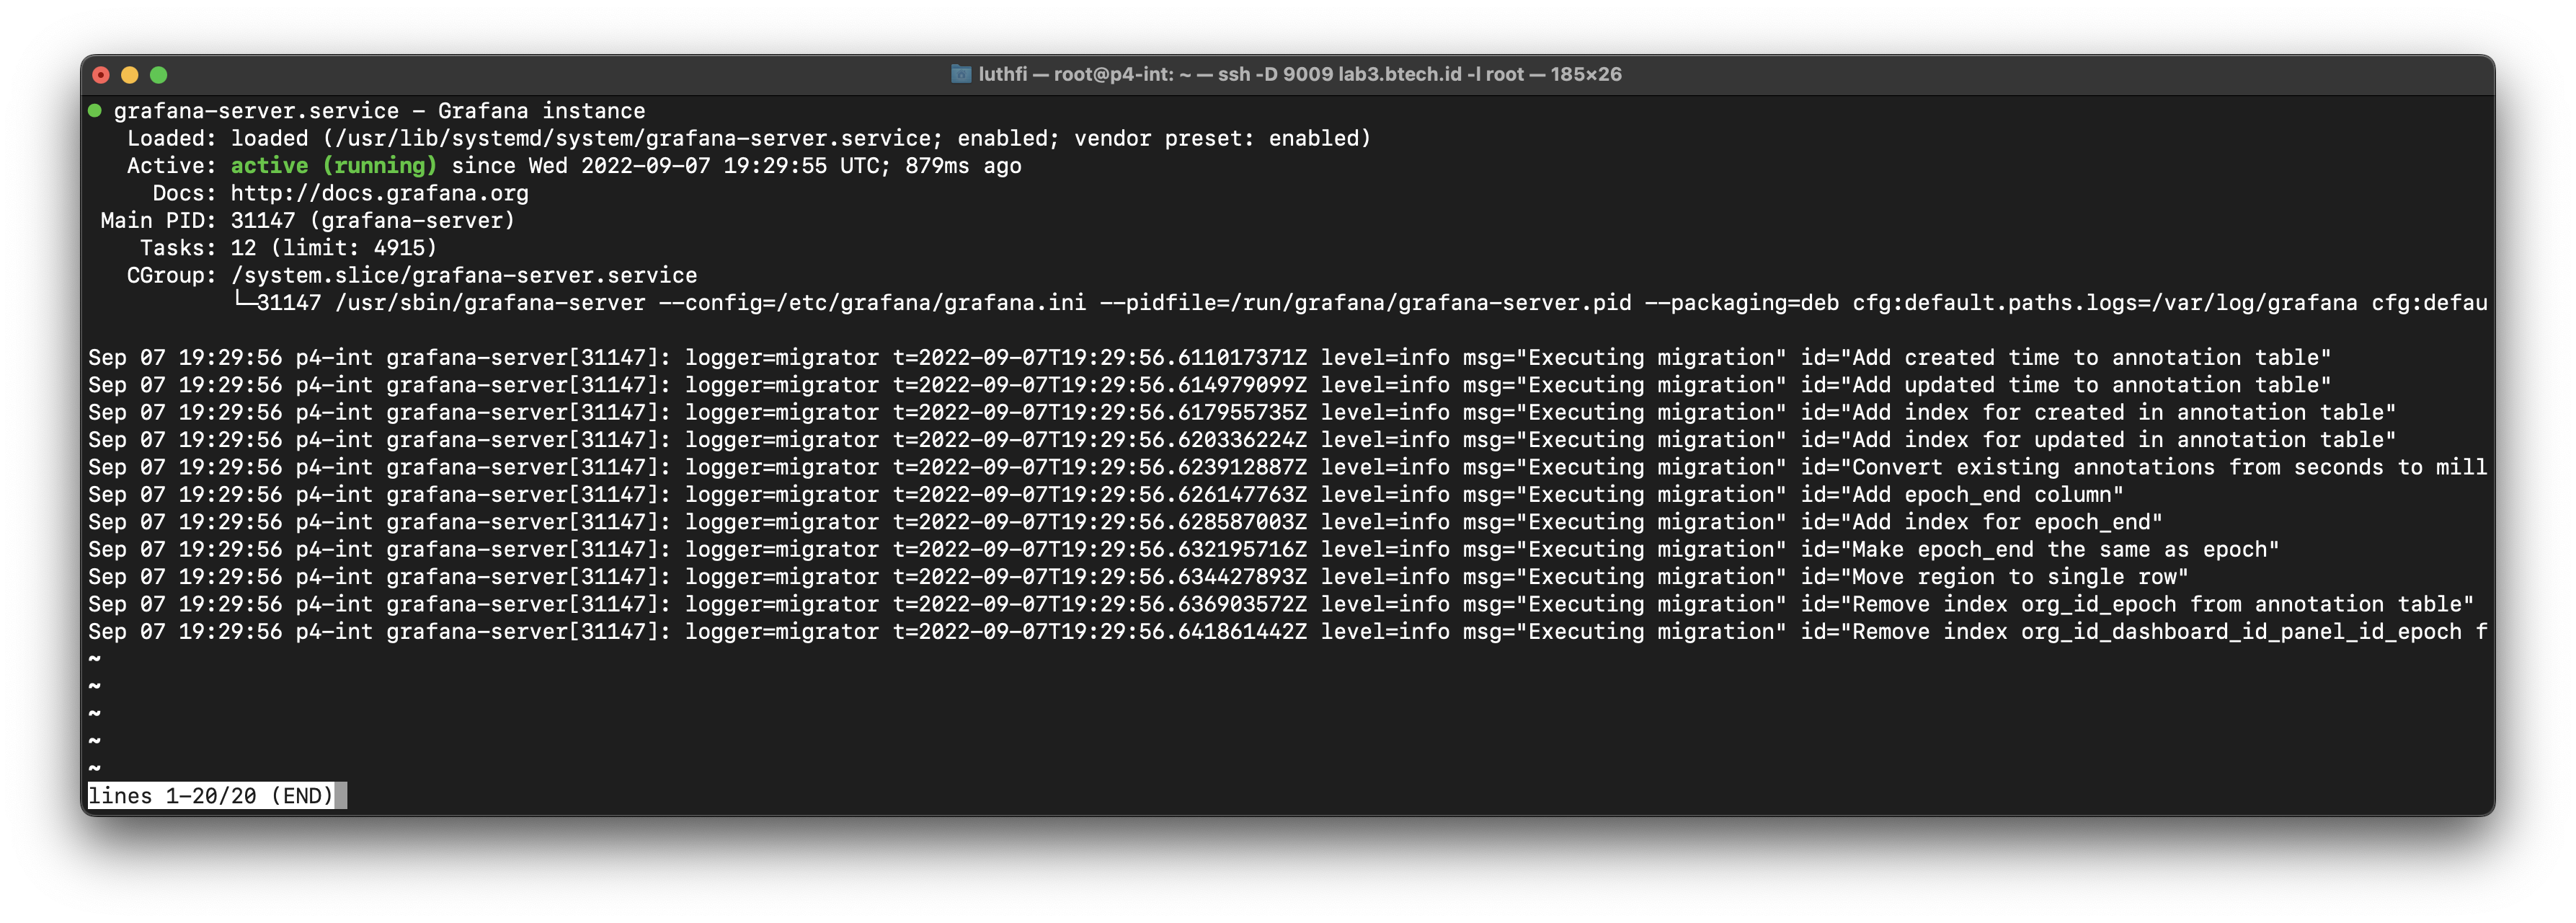 luthfi — root@p4-int: ~ — ssh -D 9009 lab3.btech.id -l root — 185×26
● grafana-server.service - Grafana instance
   Loaded: loaded (/usr/lib/systemd/system/grafana-server.service; enabled; vendor preset: enabled)
   Active: active (running) since Wed 2022-09-07 19:29:55 UTC; 879ms ago
     Docs: http://docs.grafana.org
 Main PID: 31147 (grafana-server)
    Tasks: 12 (limit: 4915)
   CGroup: /system.slice/grafana-server.service
           └─31147 /usr/sbin/grafana-server --config=/etc/grafana/grafana.ini --pidfile=/run/grafana/grafana-server.pid --packaging=deb cfg:default.paths.logs=/var/log/grafana cfg:defau
Sep 07 19:29:56 p4-int grafana-server[31147]: logger=migrator t=2022-09-07T19:29:56.611017371Z level=info msg="Executing migration" id="Add created time to annotation table"
Sep 07 19:29:56 p4-int grafana-server[31147]: logger=migrator t=2022-09-07T19:29:56.614979099Z level=info msg="Executing migration" id="Add updated time to annotation table"
Sep 07 19:29:56 p4-int grafana-server[31147]: logger=migrator t=2022-09-07T19:29:56.617955735Z level=info msg="Executing migration" id="Add index for created in annotation table"
Sep 07 19:29:56 p4-int grafana-server[31147]: logger=migrator t=2022-09-07T19:29:56.620336224Z level=info msg="Executing migration" id="Add index for updated in annotation table"
Sep 07 19:29:56 p4-int grafana-server[31147]: logger=migrator t=2022-09-07T19:29:56.623912887Z level=info msg="Executing migration" id="Convert existing annotations from seconds to mill
Sep 07 19:29:56 p4-int grafana-server[31147]: logger=migrator t=2022-09-07T19:29:56.626147763Z level=info msg="Executing migration" id="Add epoch_end column"
Sep 07 19:29:56 p4-int grafana-server[31147]: logger=migrator t=2022-09-07T19:29:56.628587003Z level=info msg="Executing migration" id="Add index for epoch_end"
Sep 07 19:29:56 p4-int grafana-server[31147]: logger=migrator t=2022-09-07T19:29:56.632195716Z level=info msg="Executing migration" id="Make epoch_end the same as epoch"
Sep 07 19:29:56 p4-int grafana-server[31147]: logger=migrator t=2022-09-07T19:29:56.634427893Z level=info msg="Executing migration" id="Move region to single row"
Sep 07 19:29:56 p4-int grafana-server[31147]: logger=migrator t=2022-09-07T19:29:56.636903572Z level=info msg="Executing migration" id="Remove index org_id_epoch from annotation table"
Sep 07 19:29:56 p4-int grafana-server[31147]: logger=migrator t=2022-09-07T19:29:56.641861442Z level=info msg="Executing migration" id="Remove index org_id_dashboard_id_panel_id_epoch f
~
~
~
~
~
lines 1-20/20 (END)